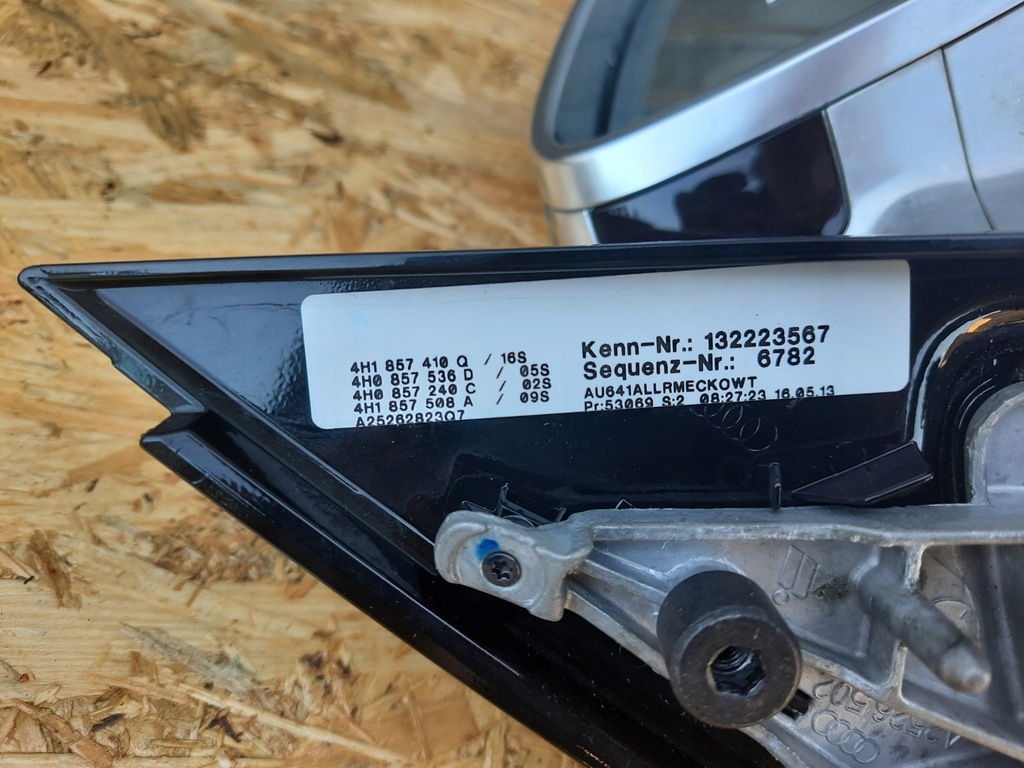 4H1 857 410 Q / 16S
4H0 857 536 D / 05S
4H0 857 240 C / 02S
4H1 857 508 A / 09S
A25262823Q7
Kenn-Nr.: 132223567
Sequenz-Nr.: 6782
AU641ALLRMECKOWT
Pr:53069 S:2 08:27:23 16.05.13